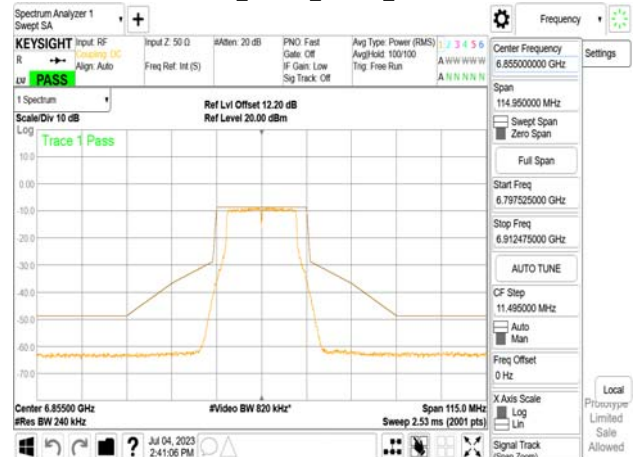 Spectrum Analyzer 1
Swept SA
+
Frequency
KEYSIGHT
R
LU PASS
Input: RF
Coupling: DC
Align: Auto
Input Z: 50 Ω
Freq Ref: Int (S)
#Atten: 20 dB
PNO: Fast
Gate: Off
IF Gain: Low
Sig Track: Off
Avg Type: Power (RMS)
Avg|Hold: 100/100
Trig: Free Run
1 2 3 4 5 6
A W W W W W
A N N N N N
Center Frequency
6.855000000 GHz
Settings
Span
114.950000 MHz
Swept Span
Zero Span
Full Span
Start Freq
6.797525000 GHz
Stop Freq
6.912475000 GHz
AUTO TUNE
CF Step
11.495000 MHz
Auto
Man
Freq Offset
0 Hz
X Axis Scale
Log
Lin
Signal Track
(Span Zoom)
Local
Prototype
Limited
Sale
Allowed
1 Spectrum
Scale/Div 10 dB
Ref Lvl Offset 12.20 dB
Ref Level 20.00 dBm
Log
Trace 1 Pass
10.0
0.00
-10.0
-20.0
-30.0
-40.0
-50.0
-60.0
-70.0
Center 6.85500 GHz
#Res BW 240 kHz
#Video BW 820 kHz*
Span 115.0 MHz
Sweep 2.53 ms (2001 pts)
?
Jul 04, 2023
2:41:06 PM